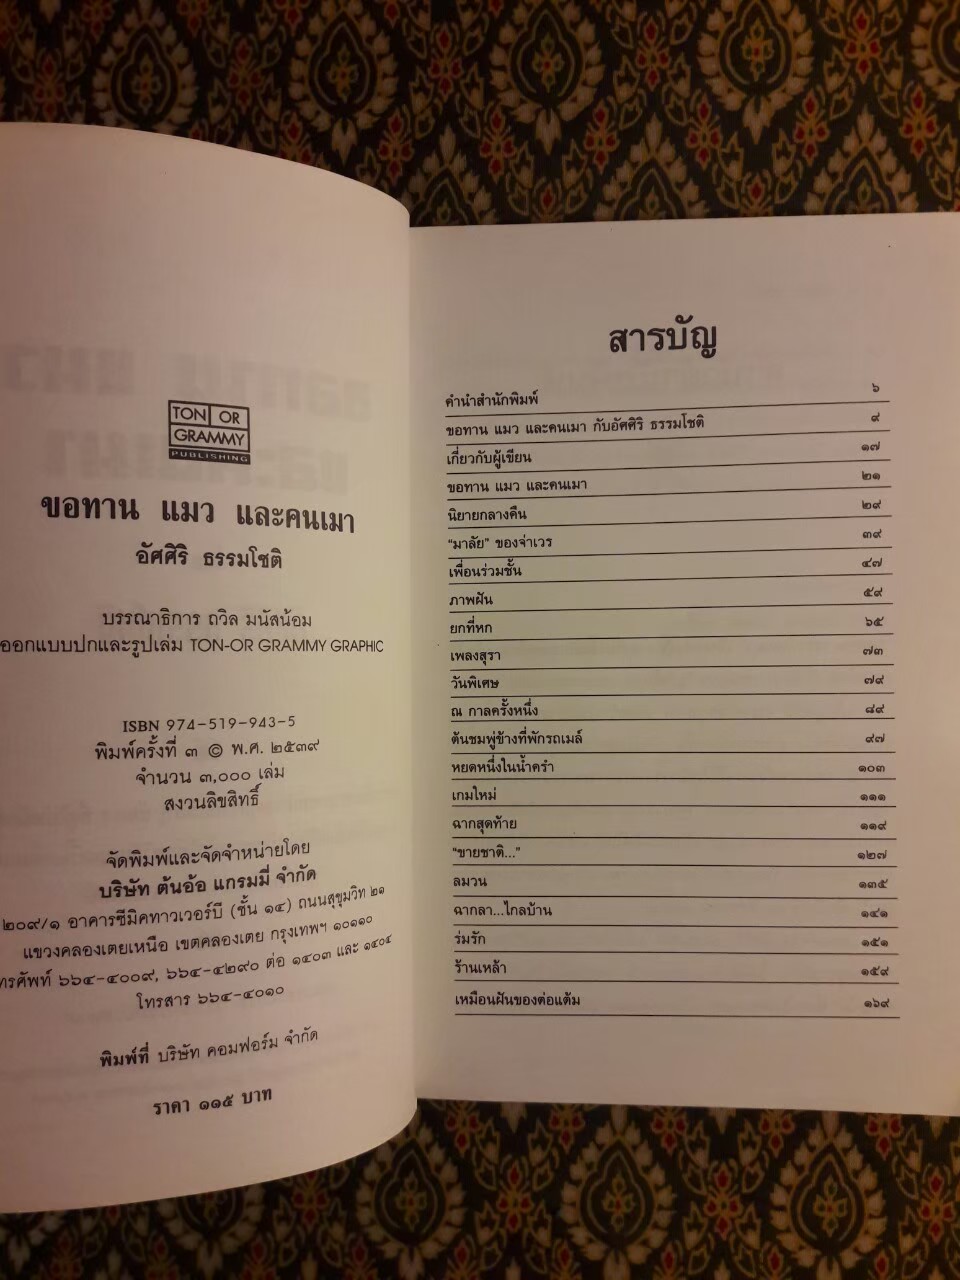 TON OR
GRAMMY
PUBLISHING
ขอทาน แมว และคนเมา
อัศศิริ ธรรมโชติ
บรรณาธิการ ถวิล มนัสน้อม
ออกแบบปกและรูปเล่ม TON-OR GRAMMY GRAPHIC
ISBN 974-519-943-5
พิมพ์ครั้งที่ ๓ © พ.ศ. ๒๕๓๙
จำนวน ๓,๐๐๐ เล่ม
สงวนลิขสิทธิ์
จัดพิมพ์และจัดจำหน่ายโดย
บริษัท ต้นอ้อ แกรมมี่ จำกัด
๒๐๙/๑ อาคารซีมิคทาวเวอร์บี (ชั้น ๑๔) ถนนสุขุมวิท ๒๑
แขวงคลองเตยเหนือ เขตคลองเตย กรุงเทพฯ ๑๐๑๑๐
ทรศัพท์ ๖๖๔-๔๐๐๙, ๖๖๔-๔๒๙๐ ต่อ ๑๔๐๓ และ ๑๔๐๔
โทรสาร ๖๖๔-๔๐๑๐
พิมพ์ที่ บริษัท คอมฟอร์ม จำกัด
ราคา ๑๑๕ บาท
สารบัญ
คำนำสำนักพิมพ์ ๖
ขอทาน แมว และคนเมา กับอัศศิริ ธรรมโชติ ๙
เกี่ยวกับผู้เขียน ๑๗
ขอทาน แมว และคนเมา ๒๑
นิยายกลางคืน ๒๙
"มาลัย" ของจ่าเวร ๓๙
เพื่อนร่วมชั้น ๔๗
ภาพฝัน ๕๙
ยกที่หก ๖๕
เพลงสุรา ๗๓
วันพิเศษ ๗๙
ณ กาลครั้งหนึ่ง ๘๙
ต้นชมพู่ข้างที่พักรถเมล์ ๙๗
หยดหนึ่งในน้ำครำ ๑๐๓
เกมใหม่ ๑๑๑
ฉากสุดท้าย ๑๑๙
"ขายชาติ..." ๑๒๗
ลมวน ๑๓๕
ฉากลา...ไกลบ้าน ๑๔๑
ร่มรัก ๑๕๑
ร้านเหล้า ๑๕๙
เหมือนฝันของต่อแต้ม ๑๖๙